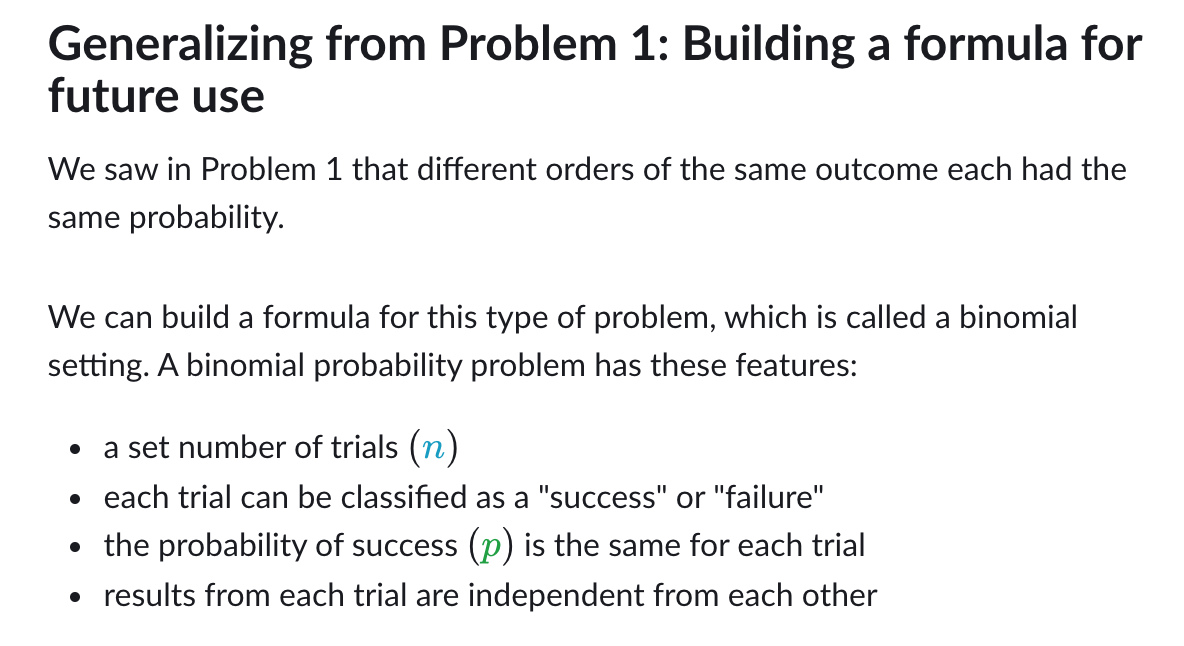 Generalizing from Problem 1: Building a formula for
future use
We saw in Problem 1 that different orders of the same outcome each had the
same probability.
We can build a formula for this type of problem, which is called a binomial
setting. A binomial probability problem has these features:
• a set number of trials (n)
• each trial can be classified as a "success" or "failure"
• the probability of success (p) is the same for each trial
• results from each trial are independent from each other